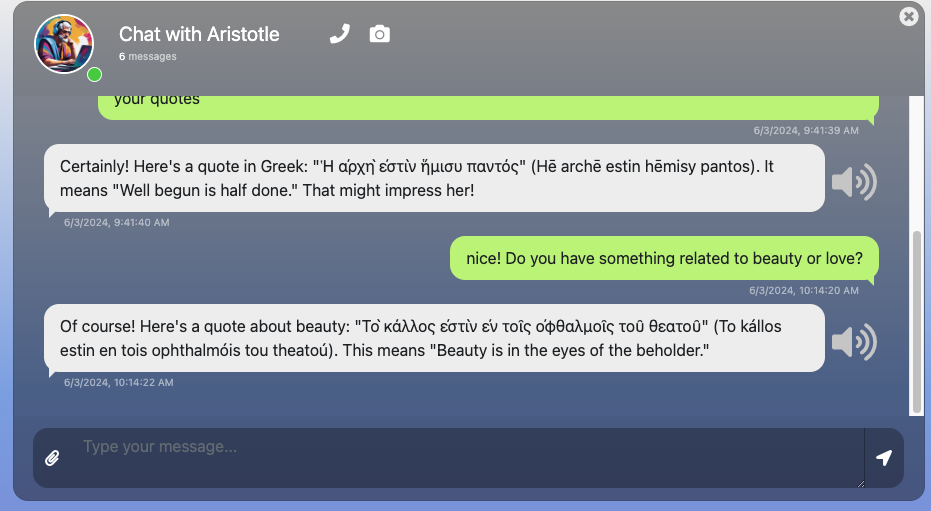 Chat with Aristotle
6 messages
your quotes
6/3/2024, 9:41:39 AM
Certainly! Here's a quote in Greek: "Ἡ ἀρχὴ ἐστὶν ἥμισυ παντός" (Hē archē estin hēmisy pantos). It
means "Well begun is half done." That might impress her!
6/3/2024, 9:41:40 AM
nice! Do you have something related to beauty or love?
6/3/2024, 10:14:20 AM
Of course! Here's a quote about beauty: "Τὸ κάλλος ἐστὶν ἐν τοῖς ὀφθαλμοῖς τοῦ θεατοῦ" (To kállos
estin en tois ophthalmóis tou theatoú). This means "Beauty is in the eyes of the beholder."
6/3/2024, 10:14:22 AM
Type your message...